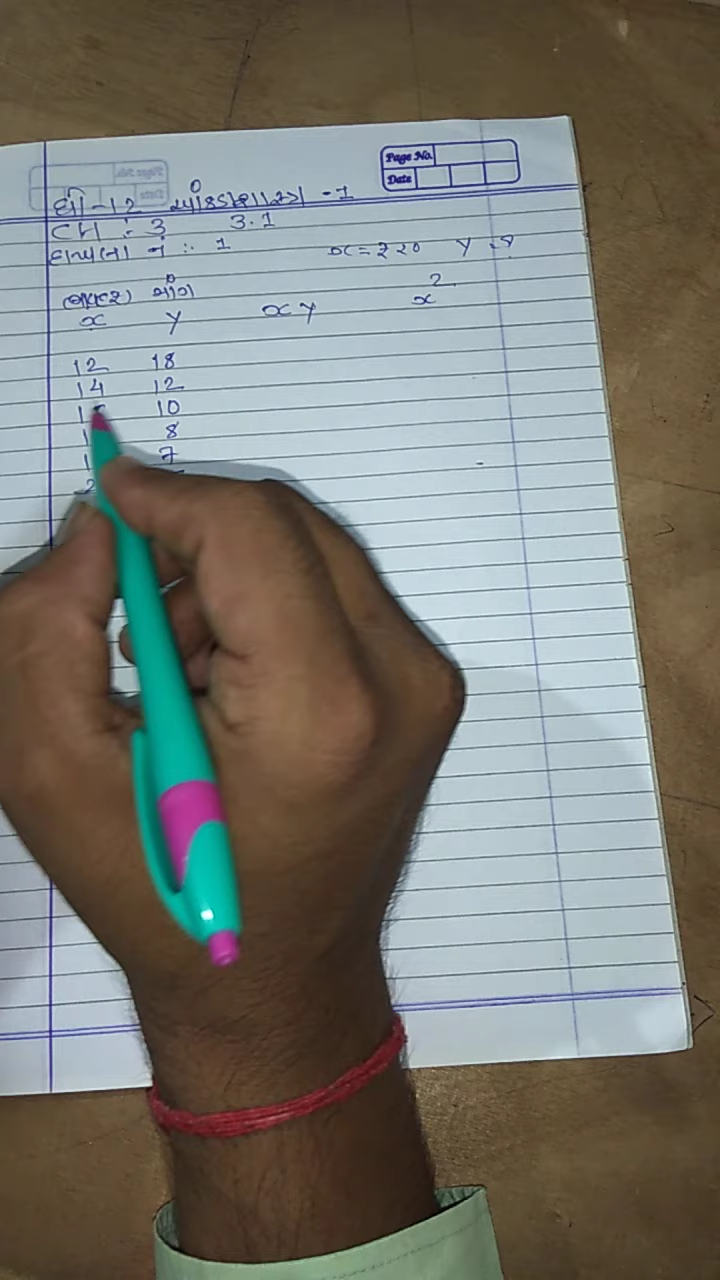 Page No.
Date
ધો-12 આંકડાશાસ્ત્ર -1
CH : 3 3.1
દાખલા નં : 1 x = ₹ 20 Y = ?
માંગ
x y xy x²
12 18
14 12
10
8
7